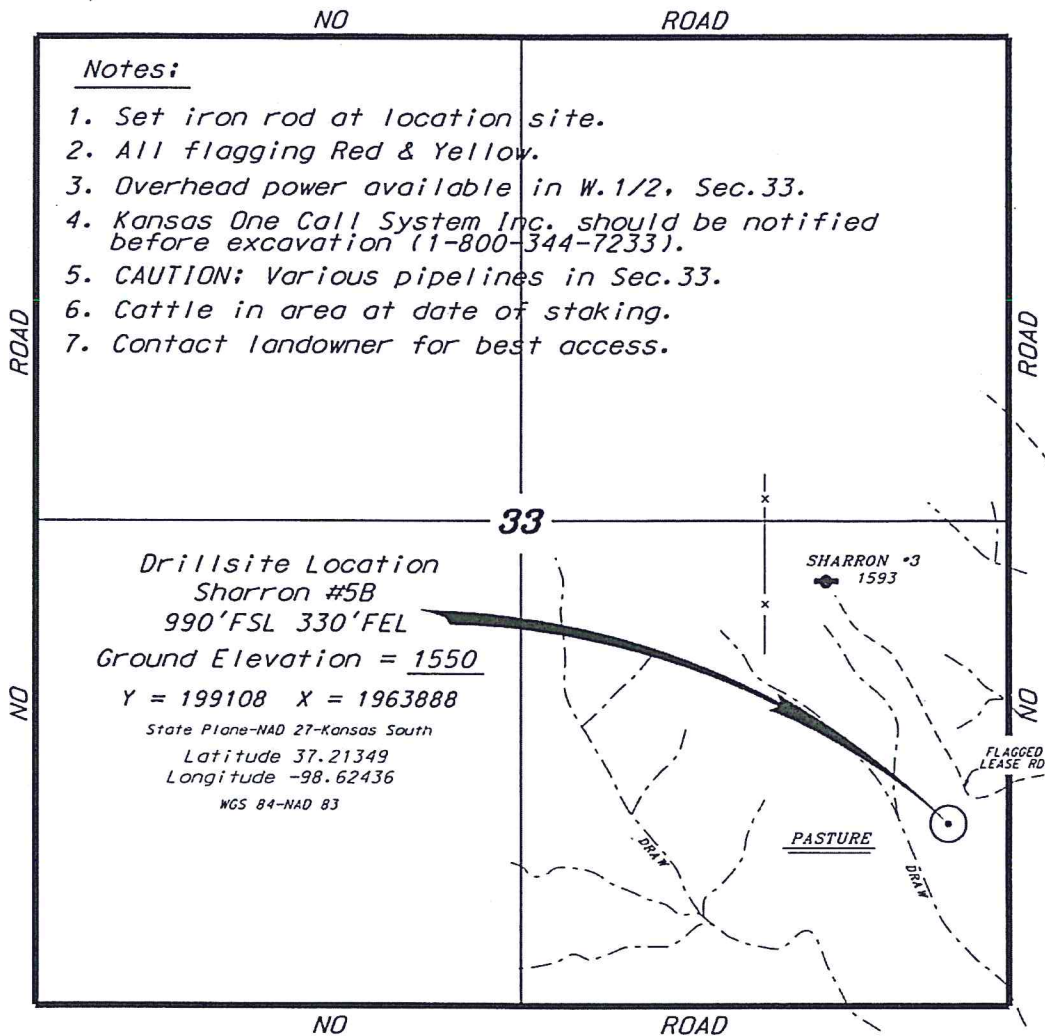 NO ROAD
Notes:
1. Set iron rod at location site.
2. All flagging Red & Yellow.
3. Overhead power available in W.1/2, Sec.33.
4. Kansas One Call System Inc. should be notified
before excavation (1-800-344-7233).
5. CAUTION: Various pipelines in Sec.33.
6. Cattle in area at date of staking.
7. Contact landowner for best access.
ROAD
ROAD
33
Drillsite Location
Sharron #5B
990'FSL 330'FEL
Ground Elevation = 1550
Y = 199108 X = 1963888
State Plane-NAD 27-Kansas South
Latitude 37.21349
Longitude -98.62436
WGS 84-NAD 83
SHARRON #3
1593
NO
NO
FLAGGED
LEASE RD
PASTURE
DRAW
DRAW
NO ROAD